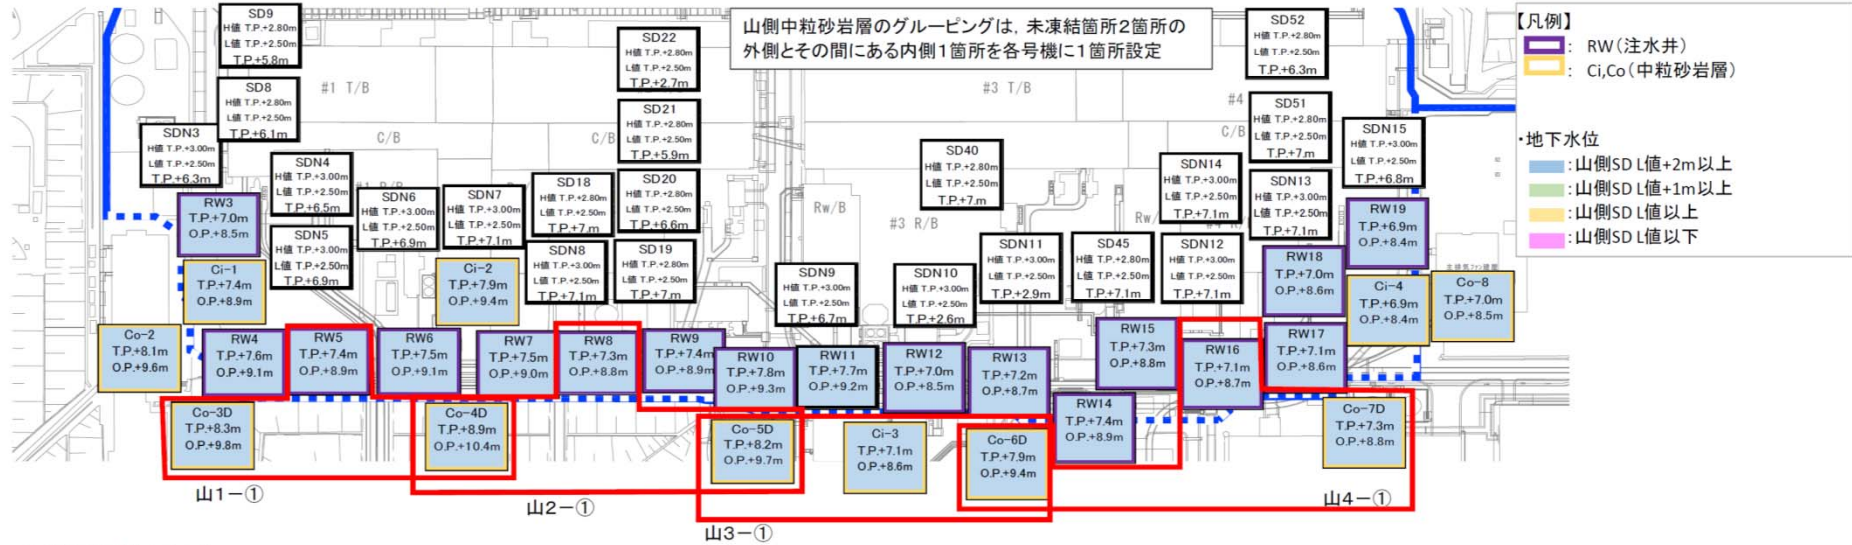 山側中粒砂岩層のグルーピングは，未凍結箇所2箇所の
外側とその間にある内側1箇所を各号機に1箇所設定
【凡例】
： RW（注水井）
： Ci,Co（中粒砂岩層）
・地下水位
：山側SD L値+2m以上
：山側SD L値+1m以上
：山側SD L値以上
：山側SD L値以下
SD9
H値 T.P.+2.80m
L値 T.P.+2.50m
T.P.+5.8m
SD8
H値 T.P.+2.80m
L値 T.P.+2.50m
T.P.+6.1m
SDN3
H値 T.P.+3.00m
L値 T.P.+2.50m
T.P.+6.3m
SDN4
H値 T.P.+3.00m
L値 T.P.+2.50m
T.P.+6.5m
SDN5
H値 T.P.+3.00m
L値 T.P.+2.50m
T.P.+6.9m
SDN6
H値 T.P.+3.00m
L値 T.P.+2.50m
T.P.+6.9m
SDN7
H値 T.P.+3.00m
L値 T.P.+2.50m
T.P.+7.1m
SD18
H値 T.P.+2.80m
L値 T.P.+2.50m
T.P.+7.m
SDN8
H値 T.P.+3.00m
L値 T.P.+2.50m
T.P.+7.1m
SD22
H値 T.P.+2.80m
L値 T.P.+2.50m
T.P.+2.7m
SD21
H値 T.P.+2.80m
L値 T.P.+2.50m
T.P.+5.9m
SD20
H値 T.P.+2.80m
L値 T.P.+2.50m
T.P.+6.6m
SD19
H値 T.P.+2.80m
L値 T.P.+2.50m
T.P.+7.m
SDN9
H値 T.P.+3.00m
L値 T.P.+2.50m
T.P.+6.7m
SD40
H値 T.P.+2.80m
L値 T.P.+2.50m
T.P.+7.m
SDN10
H値 T.P.+3.00m
L値 T.P.+2.50m
T.P.+2.6m
SDN11
H値 T.P.+3.00m
L値 T.P.+2.50m
T.P.+2.9m
SD45
H値 T.P.+2.80m
L値 T.P.+2.50m
T.P.+7.1m
SDN14
H値 T.P.+3.00m
L値 T.P.+2.50m
T.P.+7.1m
SDN12
H値 T.P.+3.00m
L値 T.P.+2.50m
T.P.+7.1m
SD52
H値 T.P.+2.80m
L値 T.P.+2.50m
T.P.+6.3m
SD51
H値 T.P.+2.80m
L値 T.P.+2.50m
T.P.+7.m
SDN13
H値 T.P.+3.00m
L値 T.P.+2.50m
T.P.+7.1m
SDN15
H値 T.P.+3.00m
L値 T.P.+2.50m
T.P.+6.8m
#1 T/B
C/B
C/B
#3 T/B
#4
C/B
Rw/B
#3 R/B
RW3
T.P.+7.0m
O.P.+8.5m
Ci-1
T.P.+7.4m
O.P.+8.9m
Co-2
T.P.+8.1m
O.P.+9.6m
RW4
T.P.+7.6m
O.P.+9.1m
RW5
T.P.+7.4m
O.P.+8.9m
RW6
T.P.+7.5m
O.P.+9.1m
Ci-2
T.P.+7.9m
O.P.+9.4m
RW7
T.P.+7.5m
O.P.+9.0m
RW8
T.P.+7.3m
O.P.+8.8m
RW9
T.P.+7.4m
O.P.+8.9m
RW10
T.P.+7.8m
O.P.+9.3m
RW11
T.P.+7.7m
O.P.+9.2m
RW12
T.P.+7.0m
O.P.+8.5m
RW13
T.P.+7.2m
O.P.+8.7m
RW14
T.P.+7.4m
O.P.+8.9m
RW15
T.P.+7.3m
O.P.+8.8m
RW16
T.P.+7.1m
O.P.+8.7m
RW17
T.P.+7.1m
O.P.+8.6m
RW18
T.P.+7.0m
O.P.+8.6m
RW19
T.P.+6.9m
O.P.+8.4m
Ci-4
T.P.+6.9m
O.P.+8.4m
Co-8
T.P.+7.0m
O.P.+8.5m
Co-3D
T.P.+8.3m
O.P.+9.8m
Co-4D
T.P.+8.9m
O.P.+10.4m
Co-5D
T.P.+8.2m
O.P.+9.7m
Ci-3
T.P.+7.1m
O.P.+8.6m
Co-6D
T.P.+7.9m
O.P.+9.4m
Co-7D
T.P.+7.3m
O.P.+8.8m
山1－①
山2－①
山3－①
山4－①